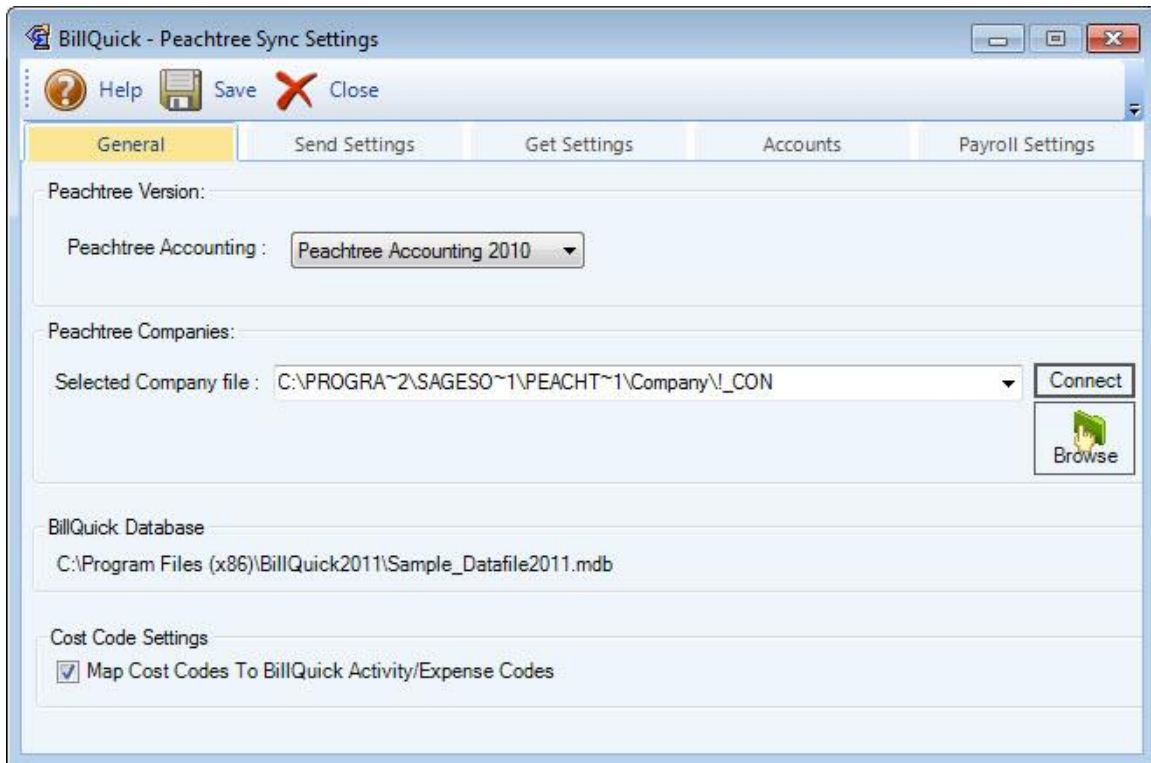 BillQuick - Peachtree Sync Settings
Help Save Close
General Send Settings Get Settings Accounts Payroll Settings
Peachtree Version:
Peachtree Accounting : Peachtree Accounting 2010
Peachtree Companies:
Selected Company file : C:\PROGRA~2\SAGESO~1\PEACHT~1\Company\!_CON Connect
Browse
BillQuick Database
C:\Program Files (x86)\BillQuick2011\Sample_Datafile2011.mdb
Cost Code Settings
Map Cost Codes To BillQuick Activity/Expense Codes